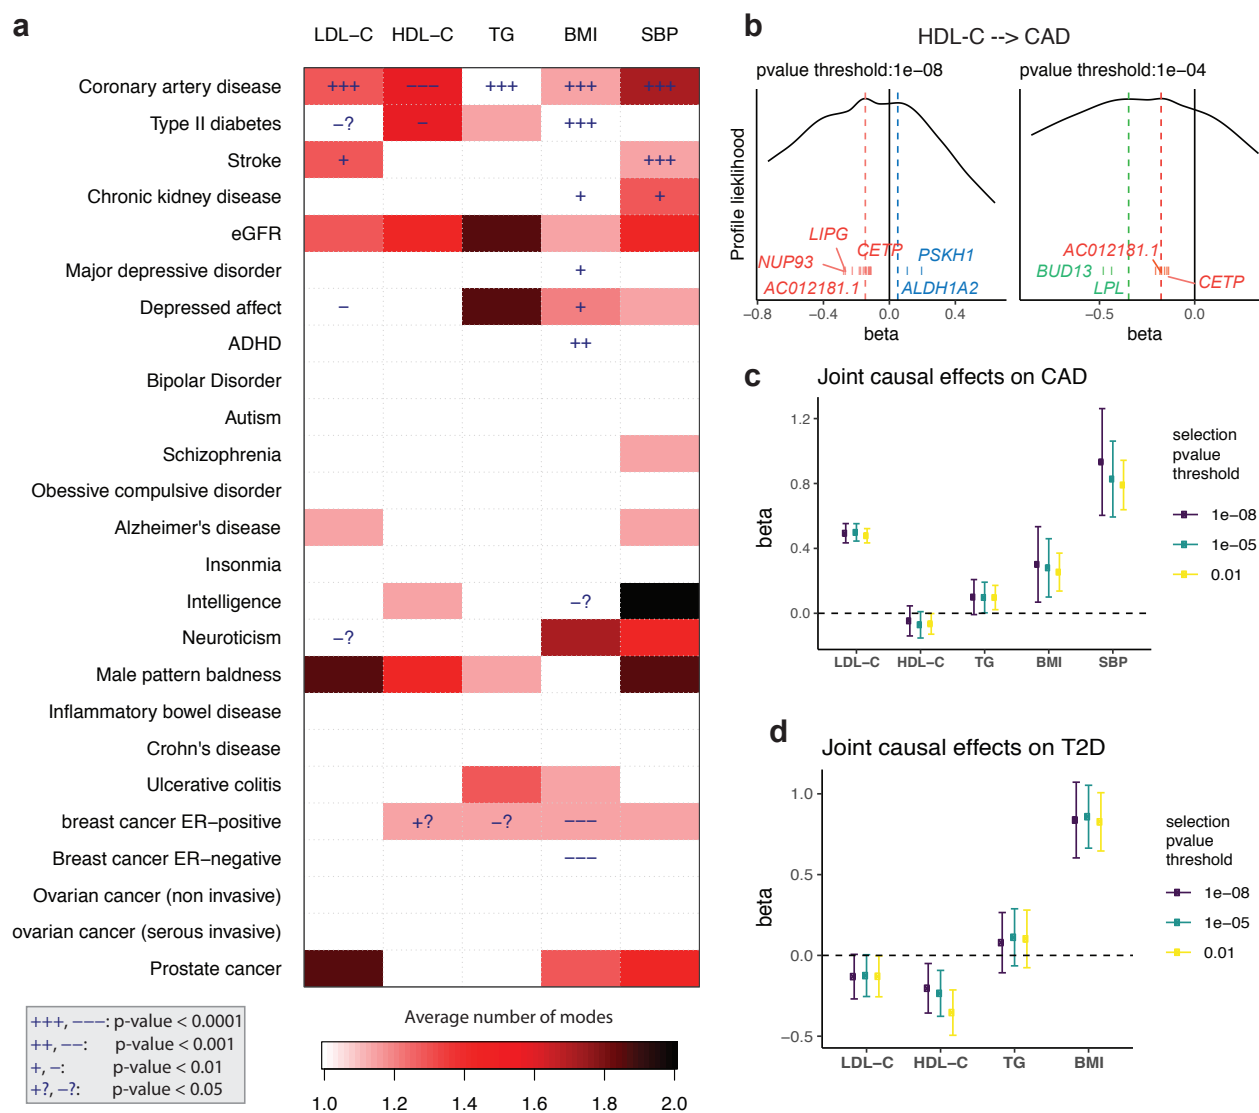 a
LDL−C HDL−C TG BMI SBP
Coronary artery disease +++ −−− +++ +++ +++
Type II diabetes −? − +++
Stroke + +++
Chronic kidney disease + +
eGFR
Major depressive disorder +
Depressed affect − +
ADHD ++
Bipolar Disorder
Autism
Schizophrenia
Obessive compulsive disorder
Alzheimer's disease
Insonmia
Intelligence −?
Neuroticism −?
Male pattern baldness
Inflammatory bowel disease
Crohn's disease
Ulcerative colitis
breast cancer ER−positive +? −? −−−
Breast cancer ER−negative −−−
Ovarian cancer (non invasive)
ovarian cancer (serous invasive)
Prostate cancer
+++, −−−: p-value < 0.0001
++, −−: p-value < 0.001
+, −: p-value < 0.01
+?, −?: p-value < 0.05
Average number of modes
1.0 1.2 1.4 1.6 1.8 2.0
b
HDL-C --> CAD
pvalue threshold:1e−08
pvalue threshold:1e−04
Profile lieklihood
LIPG
CETP
NUP93
PSKH1
AC012181.1
ALDH1A2
−0.8 −0.4 0.0 0.4
beta
AC012181.1
BUD13
LPL
CETP
−0.5 0.0
beta
c
Joint causal effects on CAD
beta
1.2
0.8
0.4
0.0
LDL−C HDL−C TG BMI SBP
selection
pvalue
threshold
1e−08
1e−05
0.01
d
Joint causal effects on T2D
beta
1.0
0.5
0.0
−0.5
LDL−C HDL−C TG BMI
selection
pvalue
threshold
1e−08
1e−05
0.01